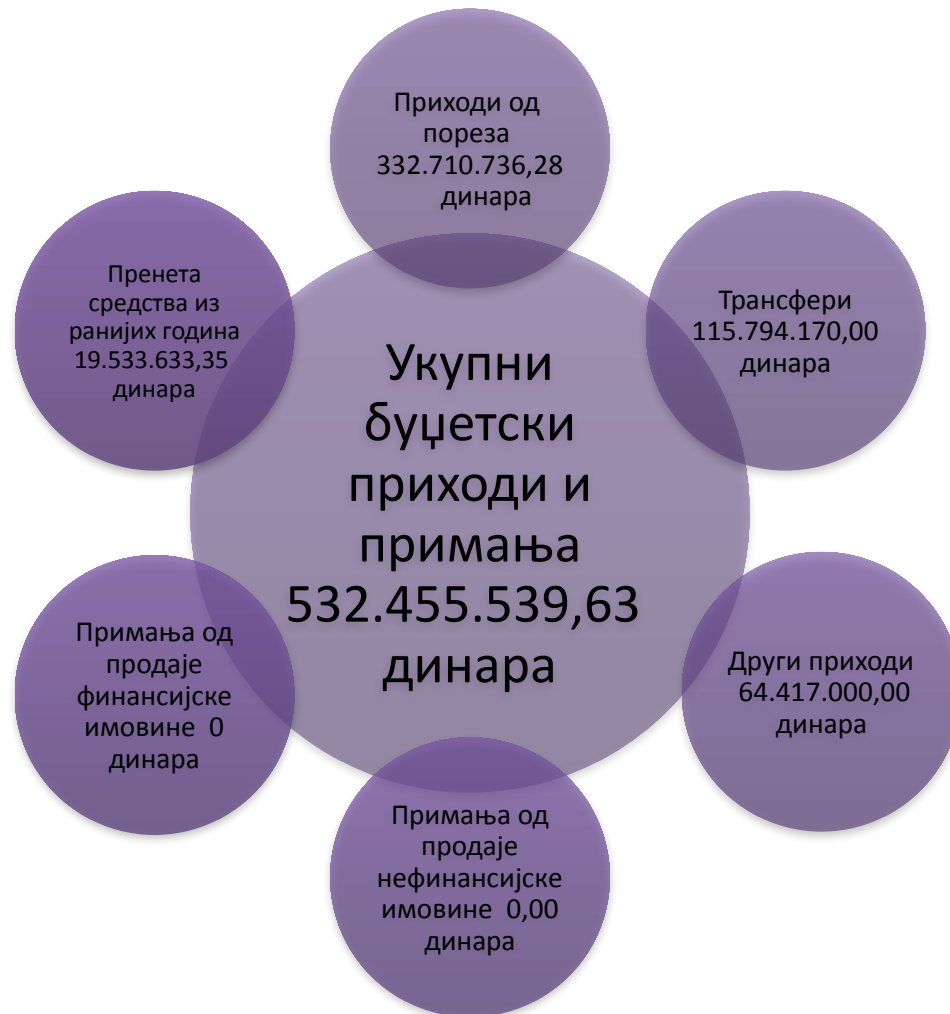 Приходи од
пореза
332.710.736,28
динара
Трансфери
115.794.170,00
динара
Други приходи
64.417.000,00
динара
Примања од
продаје
нефинансијске
имовине 0,00
динара
Примања од
продаје
финансијске
имовине 0
динара
Пренета
средства из
ранијих година
19.533.633,35
динара
Укупни
буџетски
приходи и
примања
532.455.539,63
динара